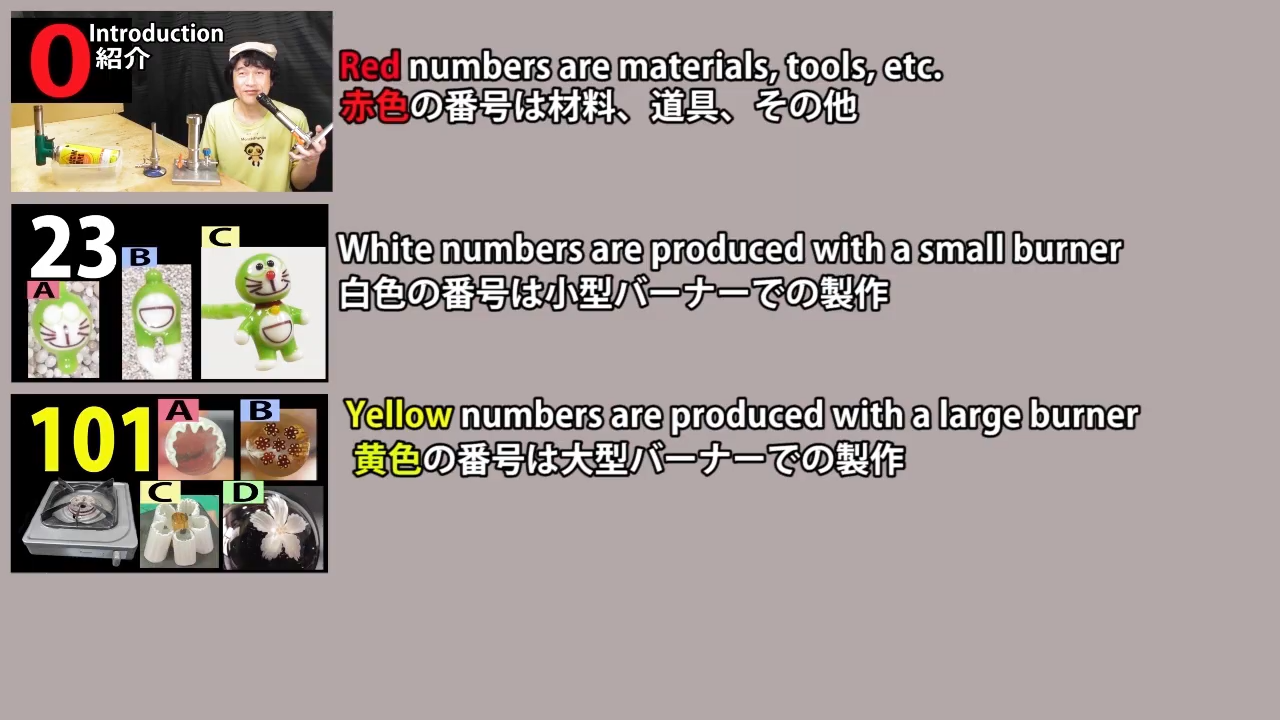 0
Introduction
紹介
Red numbers are materials, tools, etc.
赤色の番号は材料、道具、その他
23
A
B
C
White numbers are produced with a small burner
白色の番号は小型バーナーでの製作
101
A
B
C
D
Yellow numbers are produced with a large burner
黄色の番号は大型バーナーでの製作